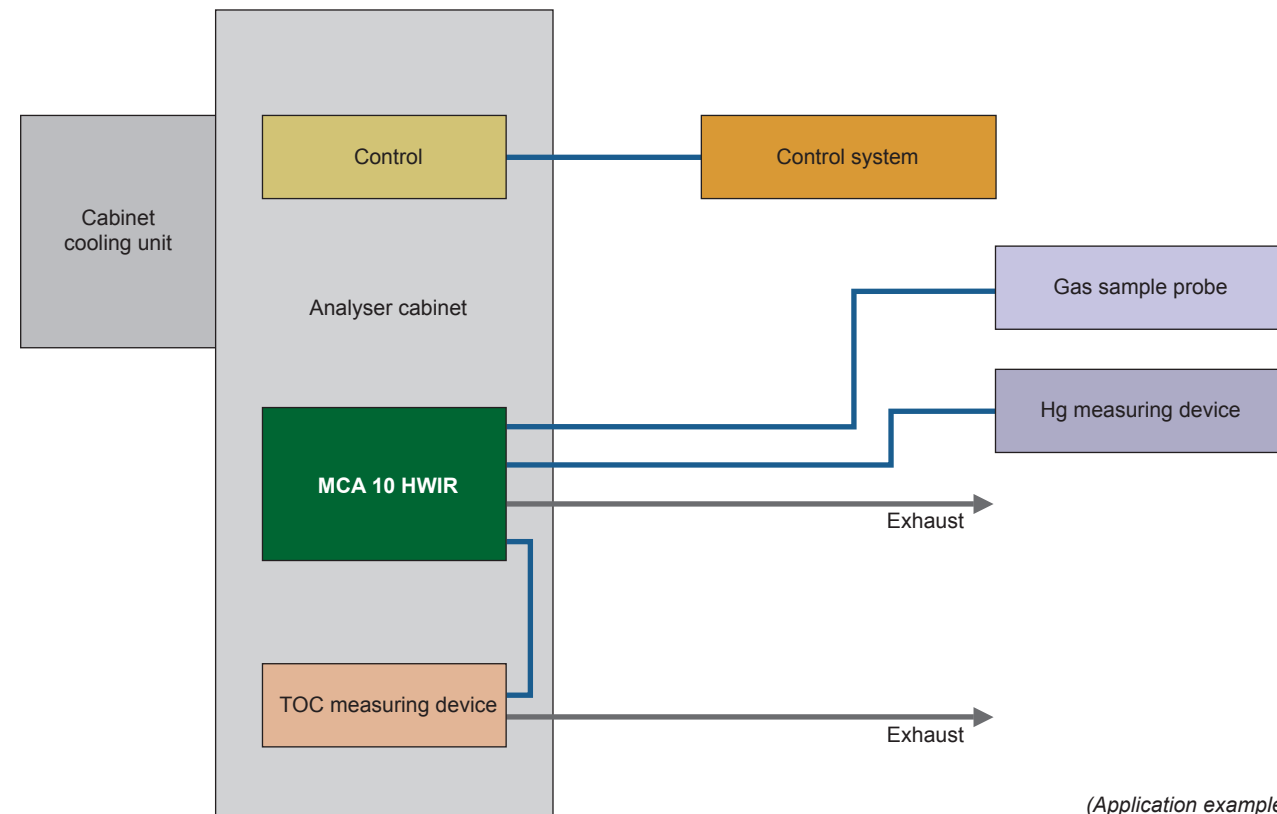 Control
Control system
Cabinet
cooling unit
Gas sample probe
Analyser cabinet
Hg measuring device
MCA 10 HWIR
Exhaust
TOC measuring device
Exhaust
(Application example